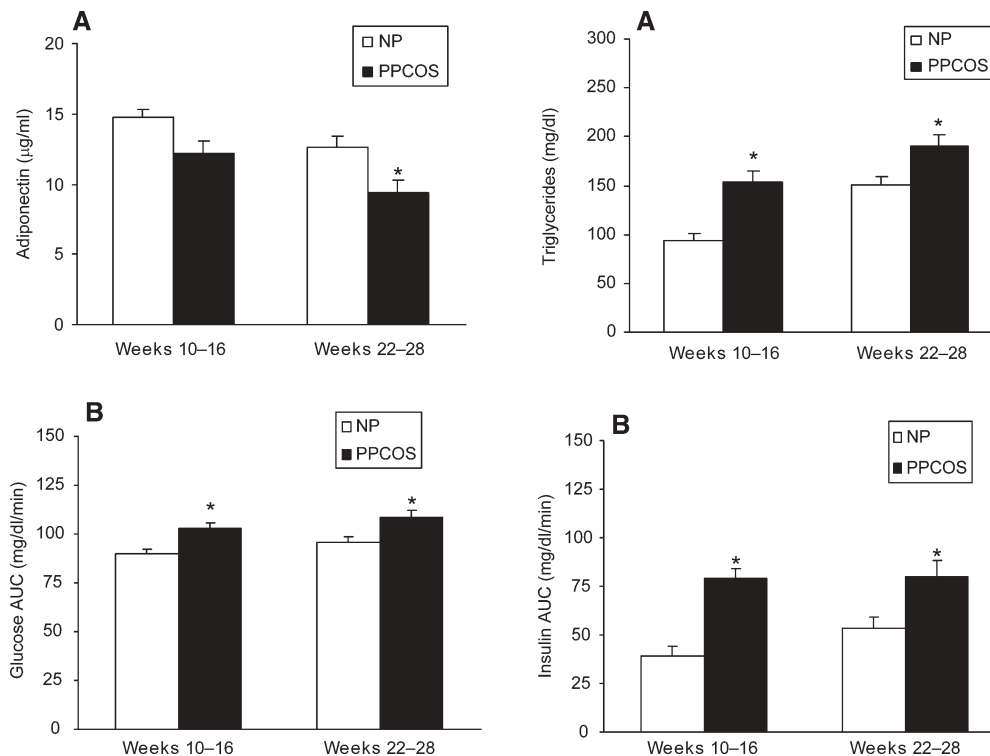 A
NP
PPCOS
Adiponectin (μg/ml)
20
15
10
5
0
*
Weeks 10–16
Weeks 22–28
A
NP
PPCOS
Triglycerides (mg/dl)
300
250
200
150
100
50
0
*
*
Weeks 10–16
Weeks 22–28
B
NP
PPCOS
Glucose AUC (mg/dl/min)
150
125
100
75
50
25
0
*
*
Weeks 10–16
Weeks 22–28
B
NP
PPCOS
Insulin AUC (mg/dl/min)
150
125
100
75
50
25
0
*
*
Weeks 10–16
Weeks 22–28